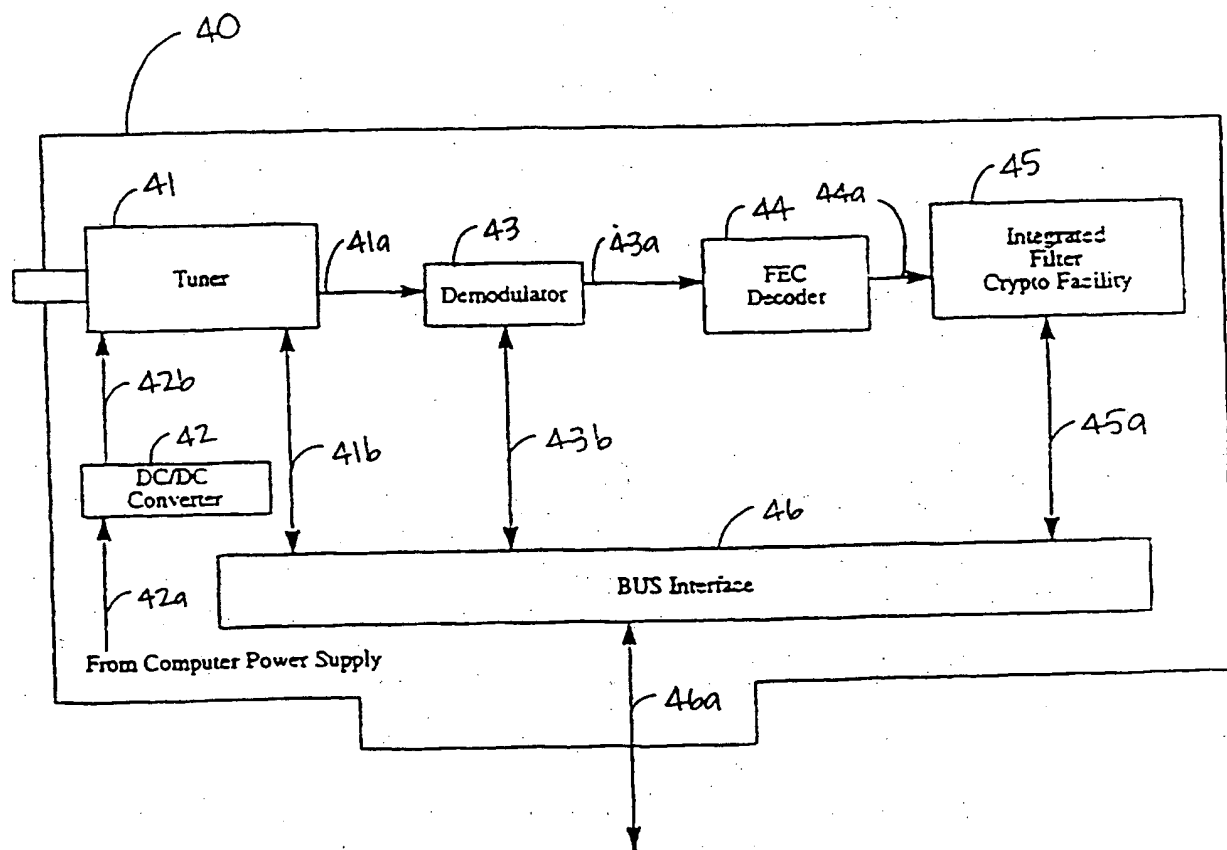 40
41
41a
43
43a
44
44a
45
Tuner
Demodulator
FEC
Decoder
Integrated
Filter
Crypto Facility
42b
42
41b
43b
45a
DC/DC
Converter
46
42a
BUS Interface
From Computer Power Supply
46a